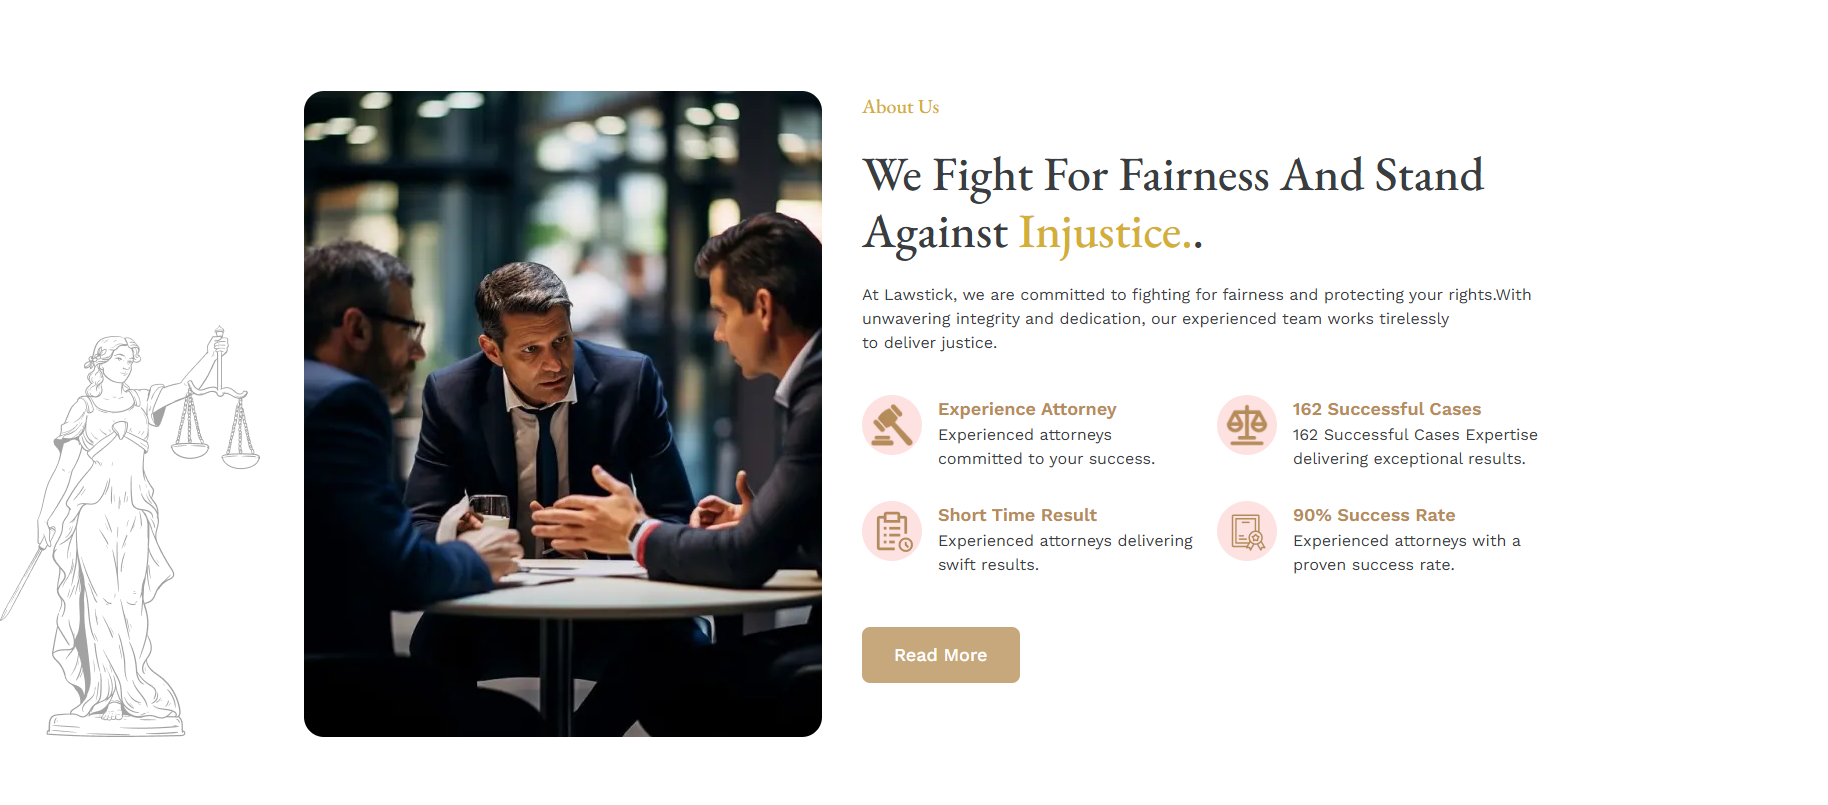 About Us
We Fight For Fairness And Stand
Against Injustice..
At Lawstick, we are committed to fighting for fairness and protecting your rights.With
unwavering integrity and dedication, our experienced team works tirelessly
to deliver justice.
Experience Attorney
Experienced attorneys
committed to your success.
162 Successful Cases
162 Successful Cases Expertise
delivering exceptional results.
Short Time Result
Experienced attorneys delivering
swift results.
90% Success Rate
Experienced attorneys with a
proven success rate.
Read More